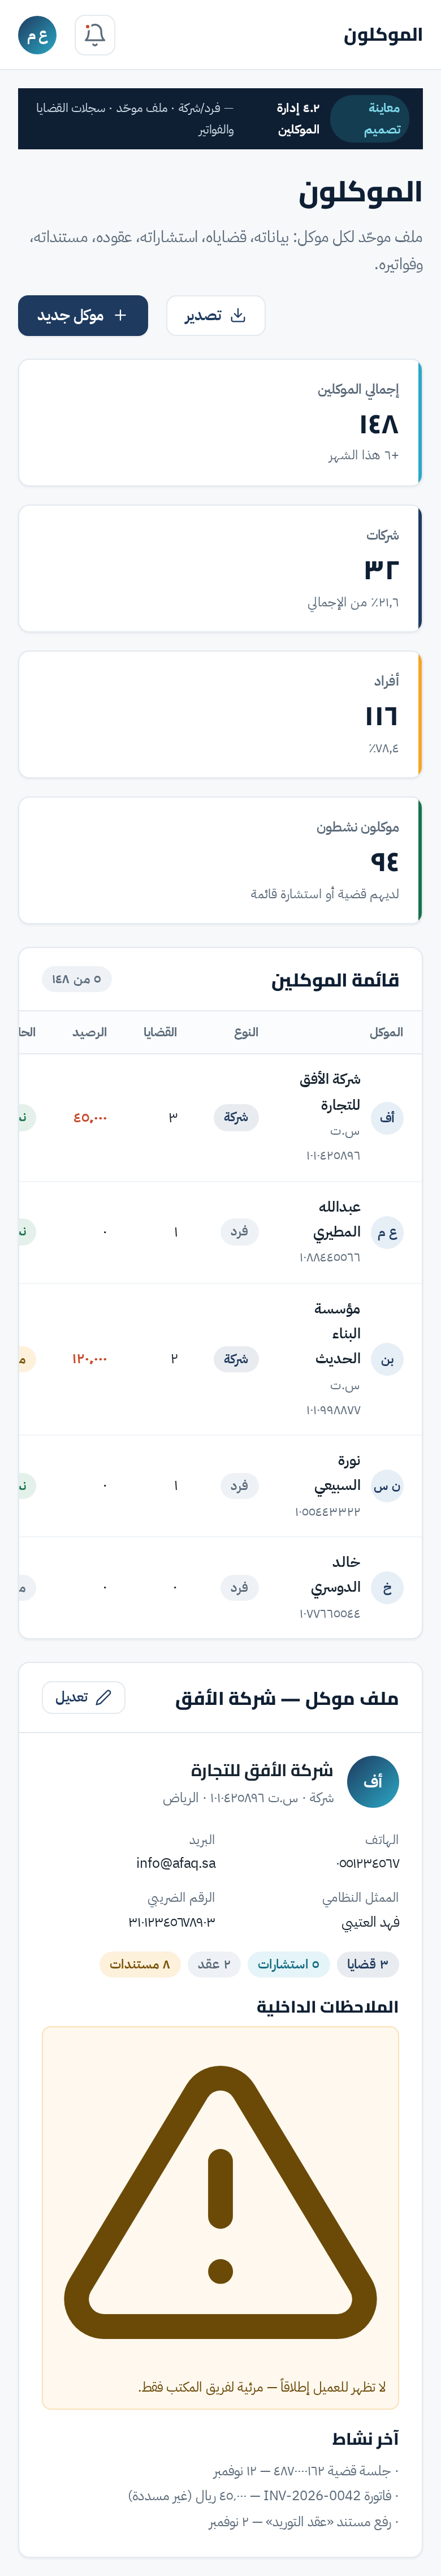 الموكلون
ع م
معاينة تصميم
٤.٢ إدارة الموكلين
— فرد/شركة · ملف موحّد · سجلات القضايا والفواتير
الموكلون
ملف موحّد لكل موكل: بياناته، قضاياه، استشاراته، عقوده، مستنداته، وفواتيره.
تصدير
موكل جديد
إجمالي الموكلين
١٤٨
+٦ هذا الشهر
شركات
٣٢
٢١,٦٪ من الإجمالي
أفراد
١١٦
٧٨,٤٪
موكلون نشطون
٩٤
لديهم قضية أو استشارة قائمة
قائمة الموكلين
٥ من ١٤٨
الموكل النوع القضايا الرصيد
أف شركة الأفق للتجارة
س.ت ١٠١٠٤٢٥٨٩٦
شركة ٣ ٤٥,٠٠٠
ع م عبدالله المطيري
١٠٨٨٤٤٥٥٦٦
فرد ١ ٠
بن مؤسسة البناء الحديث
س.ت ١٠١٠٩٩٨٨٧٧
شركة ٢ ١٢٠,٠٠٠
ن س نورة السبيعي
١٠٥٥٤٤٣٣٢٢
فرد ١ ٠
خ خالد الدوسري
١٠٧٧٦٦٥٥٤٤
فرد ٠ ٠
ملف موكل — شركة الأفق
تعديل
أف
شركة الأفق للتجارة
شركة · س.ت ١٠١٠٤٢٥٨٩٦ · الرياض
الهاتف
٠٥٥١٢٣٤٥٦٧
البريد
info@afaq.sa
الممثل النظامي
فهد العتيبي
الرقم الضريبي
٣١٠١٢٣٤٥٦٧٨٩٠٣
٣ قضايا
٥ استشارات
٢ عقد
٨ مستندات
الملاحظات الداخلية
لا تظهر للعميل إطلاقاً — مرئية لفريق المكتب فقط.
آخر نشاط
· جلسة قضية ٤٨٧٠٠٠٠١٦٢ — ١٢ نوفمبر
· فاتورة INV-2026-0042 — ٤٥,٠٠٠ ريال (غير مسددة)
· رفع مستند «عقد التوريد» — ٢ نوفمبر